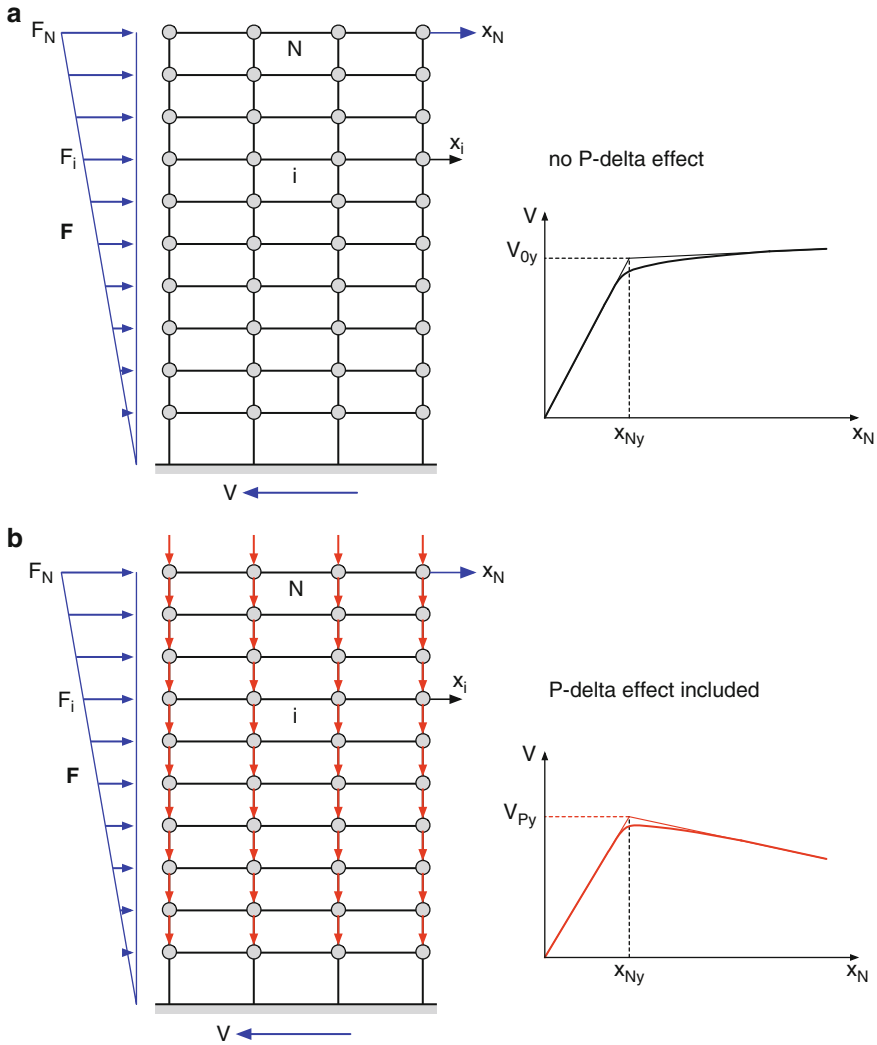 a
F_N
N
x_N
F_i
x_i
i
F
V
no P-delta effect
V
V_0y
x_Ny
x_N
b
F_N
N
x_N
F_i
x_i
i
F
V
P-delta effect included
V
V_Py
x_Ny
x_N